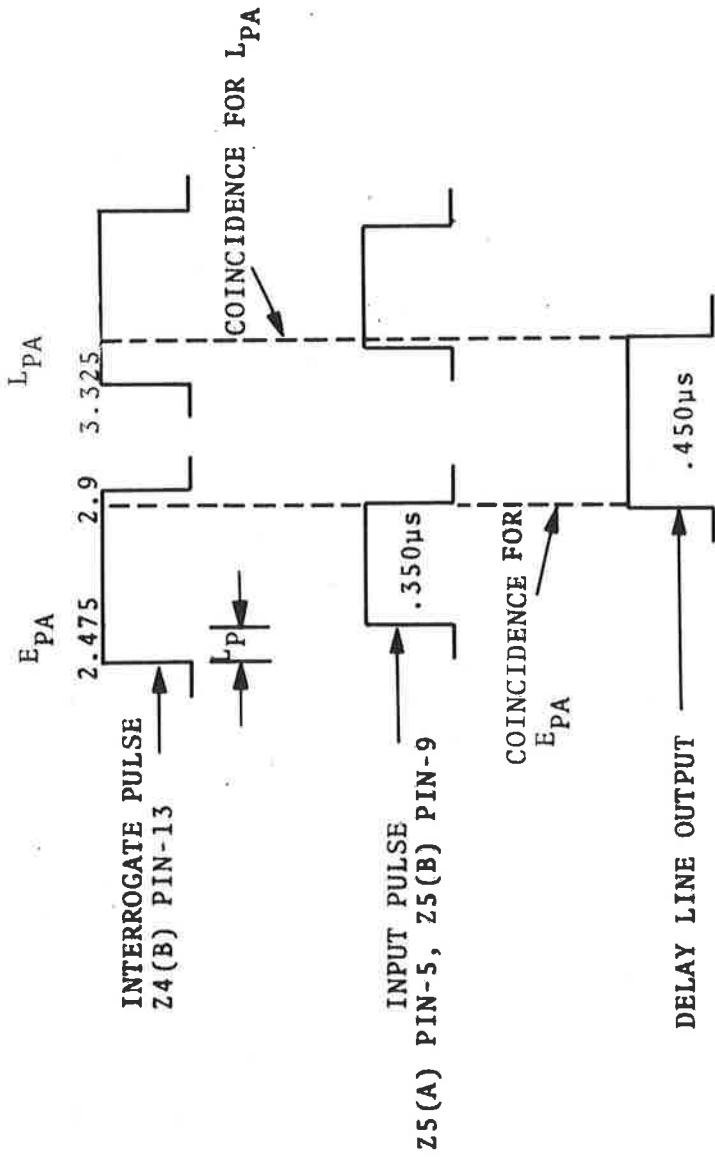 E_PA
L_PA
2.475
2.9
3.325
INTERROGATE PULSE
Z4(B) PIN-13
L_P
COINCIDENCE FOR L_PA
INPUT PULSE
Z5(A) PIN-5, Z5(B) PIN-9
.350μs
COINCIDENCE FOR
E_PA
DELAY LINE OUTPUT
.450μs